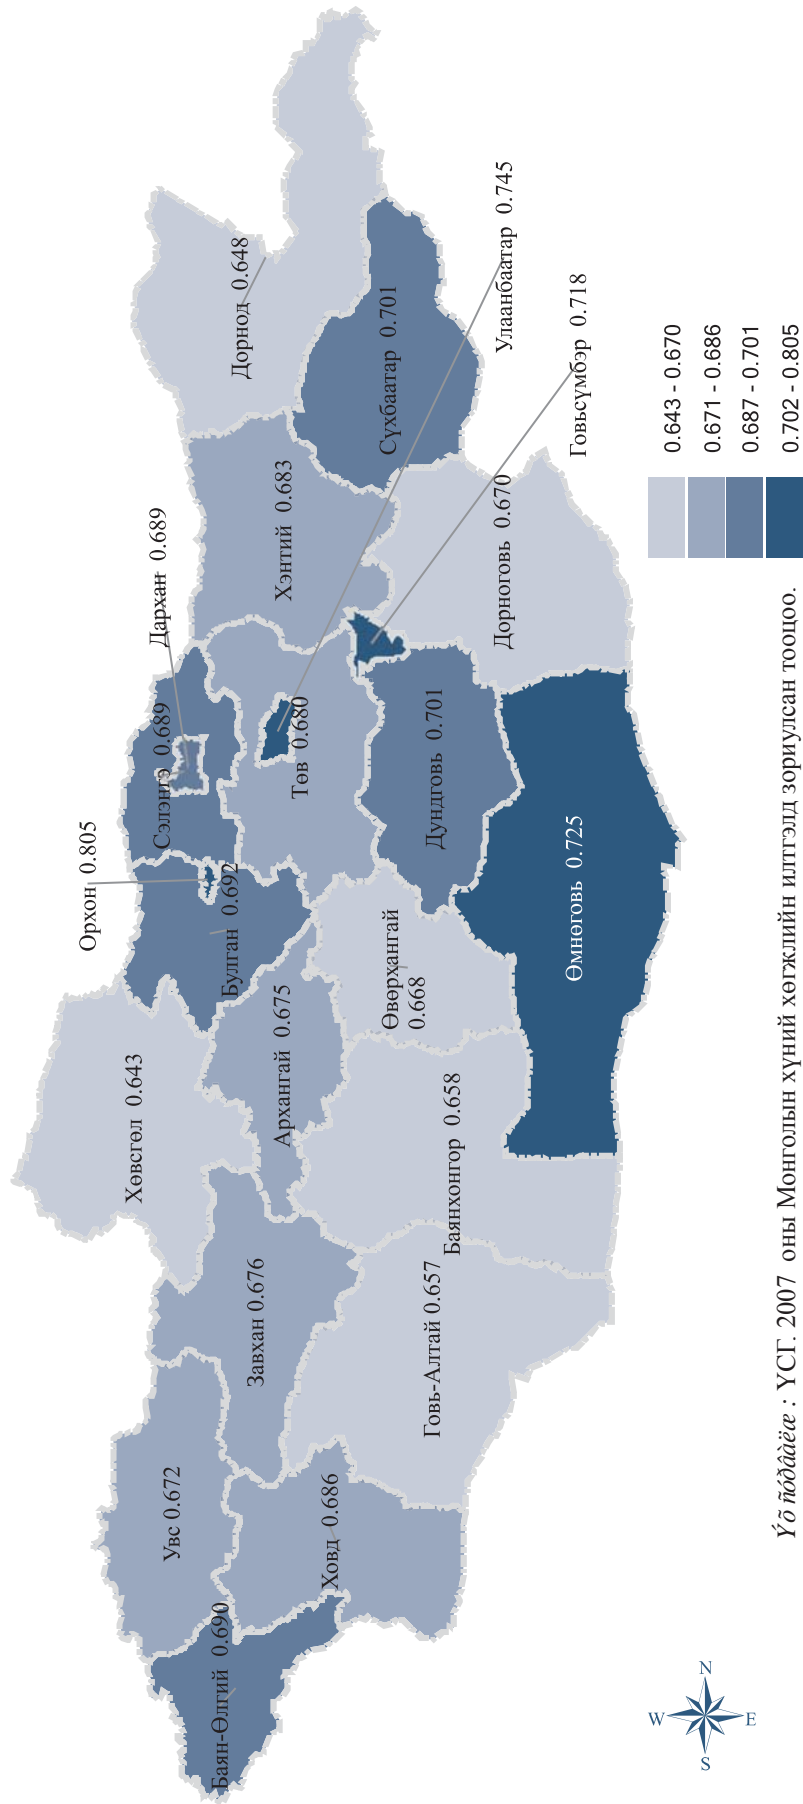 Баян-Өлгий 0.690
Увс 0.672
Ховд 0.686
Завхан 0.676
Говь-Алтай 0.657
Хөвсгөл 0.643
Архангай 0.675
Баянхонгор 0.658
Өвөрхангай
0.668
Орхон 0.805
Булган 0.692
Сэлэнгэ 0.689
Дархан 0.689
Төв 0.680
Дундговь 0.701
Өмнөговь 0.725
Хэнтий 0.683
Дорноговь 0.670
Дорнод 0.648
Сүхбаатар 0.701
Улаанбаатар 0.745
Говьсүмбэр 0.718
0.643 - 0.670
0.671 - 0.686
0.687 - 0.701
0.702 - 0.805
N
W
E
S
Ýõ ñóðâàëæ : ҮСГ. 2007 оны Монголын хүний хөгжлийн илтгэлд зориулсан тооцоо.